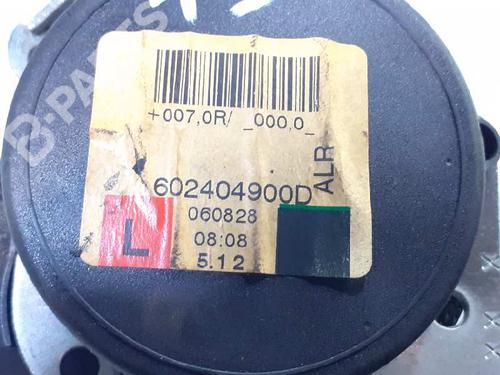 B-PARTS
+007,0R/ _000,0_
ALR
602404900D
060828
L
08:08
5.12